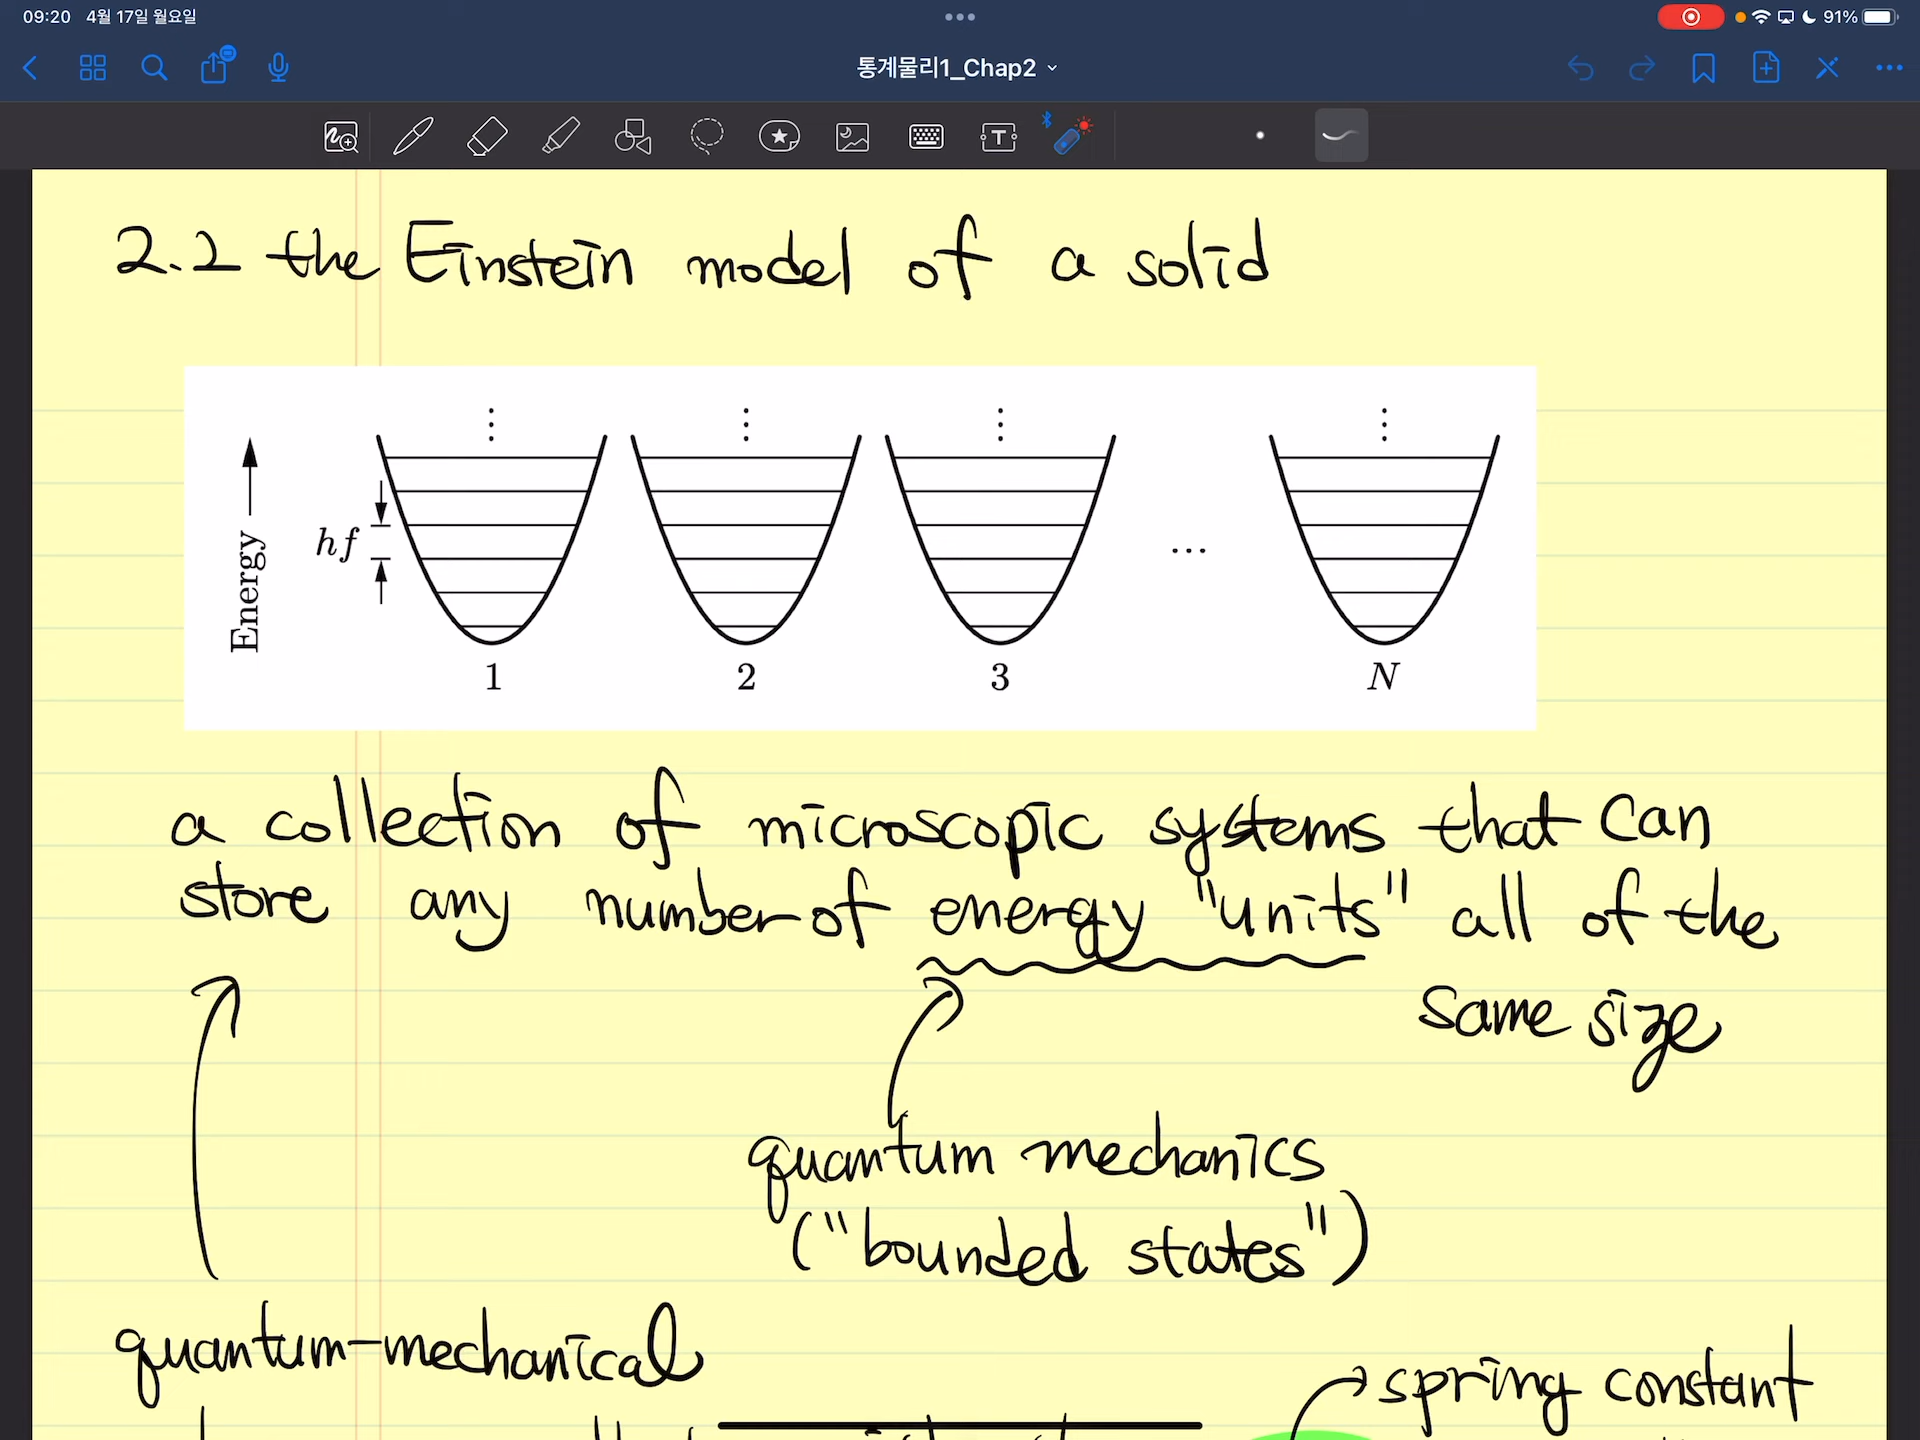 09:20 4월 17일 월요일
91%
통계물리1_Chap2
T
2.2 the Einstein model of a solid
Energy
hf
1 2 3 ... N
a collection of microscopic systems that can
store any number of energy "units" all of the
same size
quantum mechanics
("bounded states")
quantum-mechanical
spring constant